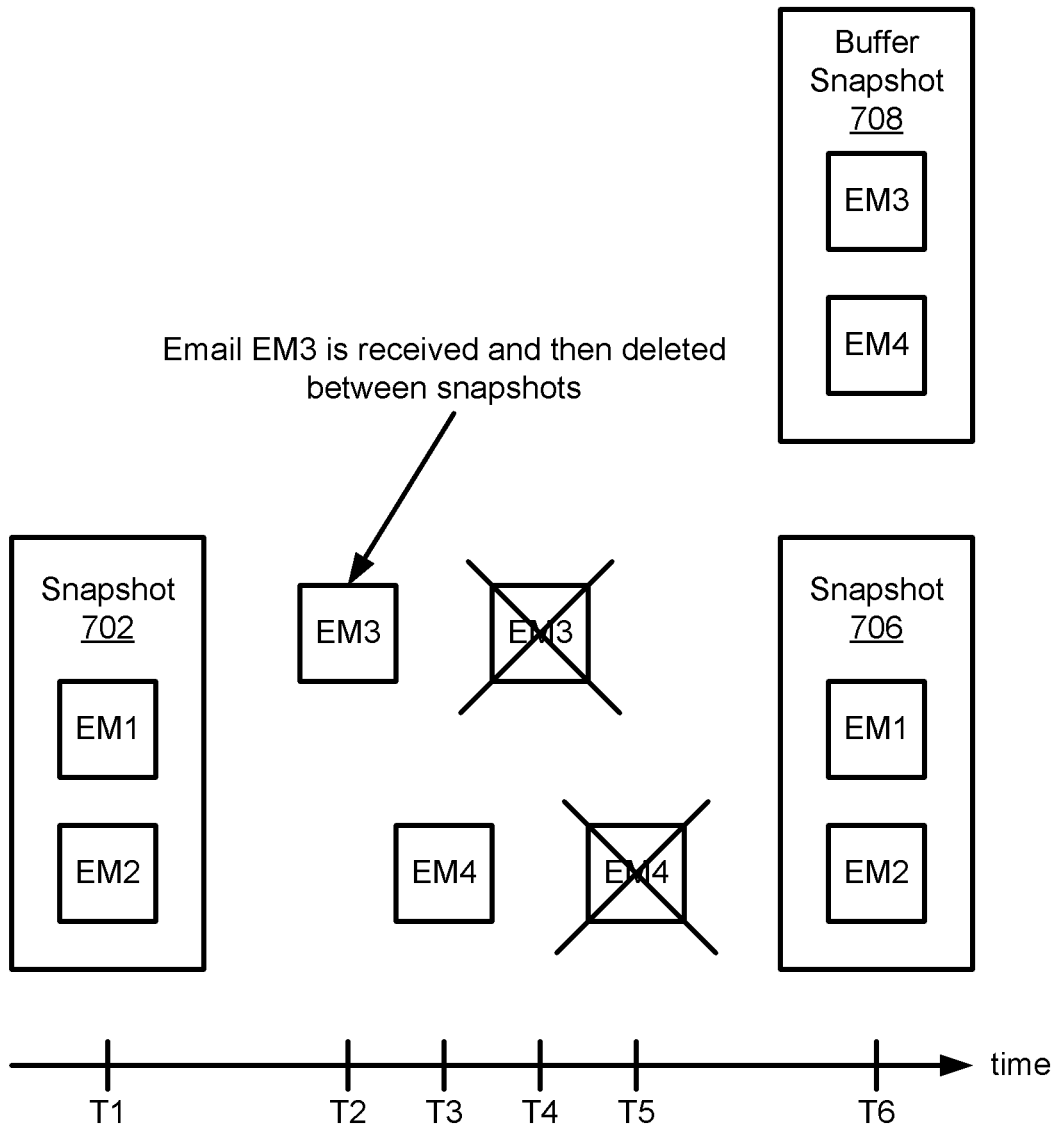 Buffer
Snapshot
708
EM3
EM4
Email EM3 is received and then deleted
between snapshots
Snapshot
702
EM1
EM2
EM3
EM3
EM4
EM4
Snapshot
706
EM1
EM2
time
T1
T2
T3
T4
T5
T6